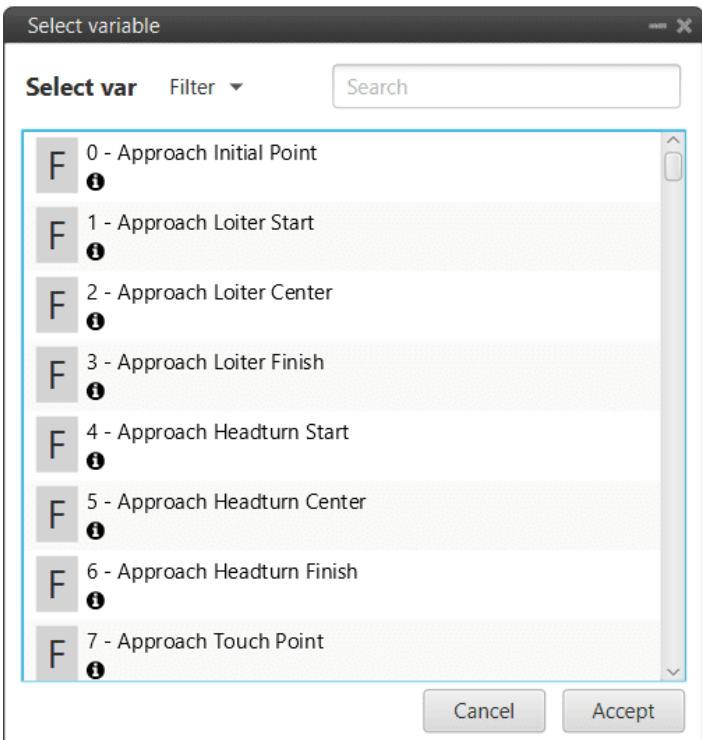 Select variable
Select var Filter Search
F 0 - Approach Initial Point
F 1 - Approach Loiter Start
F 2 - Approach Loiter Center
F 3 - Approach Loiter Finish
F 4 - Approach Headturn Start
F 5 - Approach Headturn Center
F 6 - Approach Headturn Finish
F 7 - Approach Touch Point
Cancel Accept